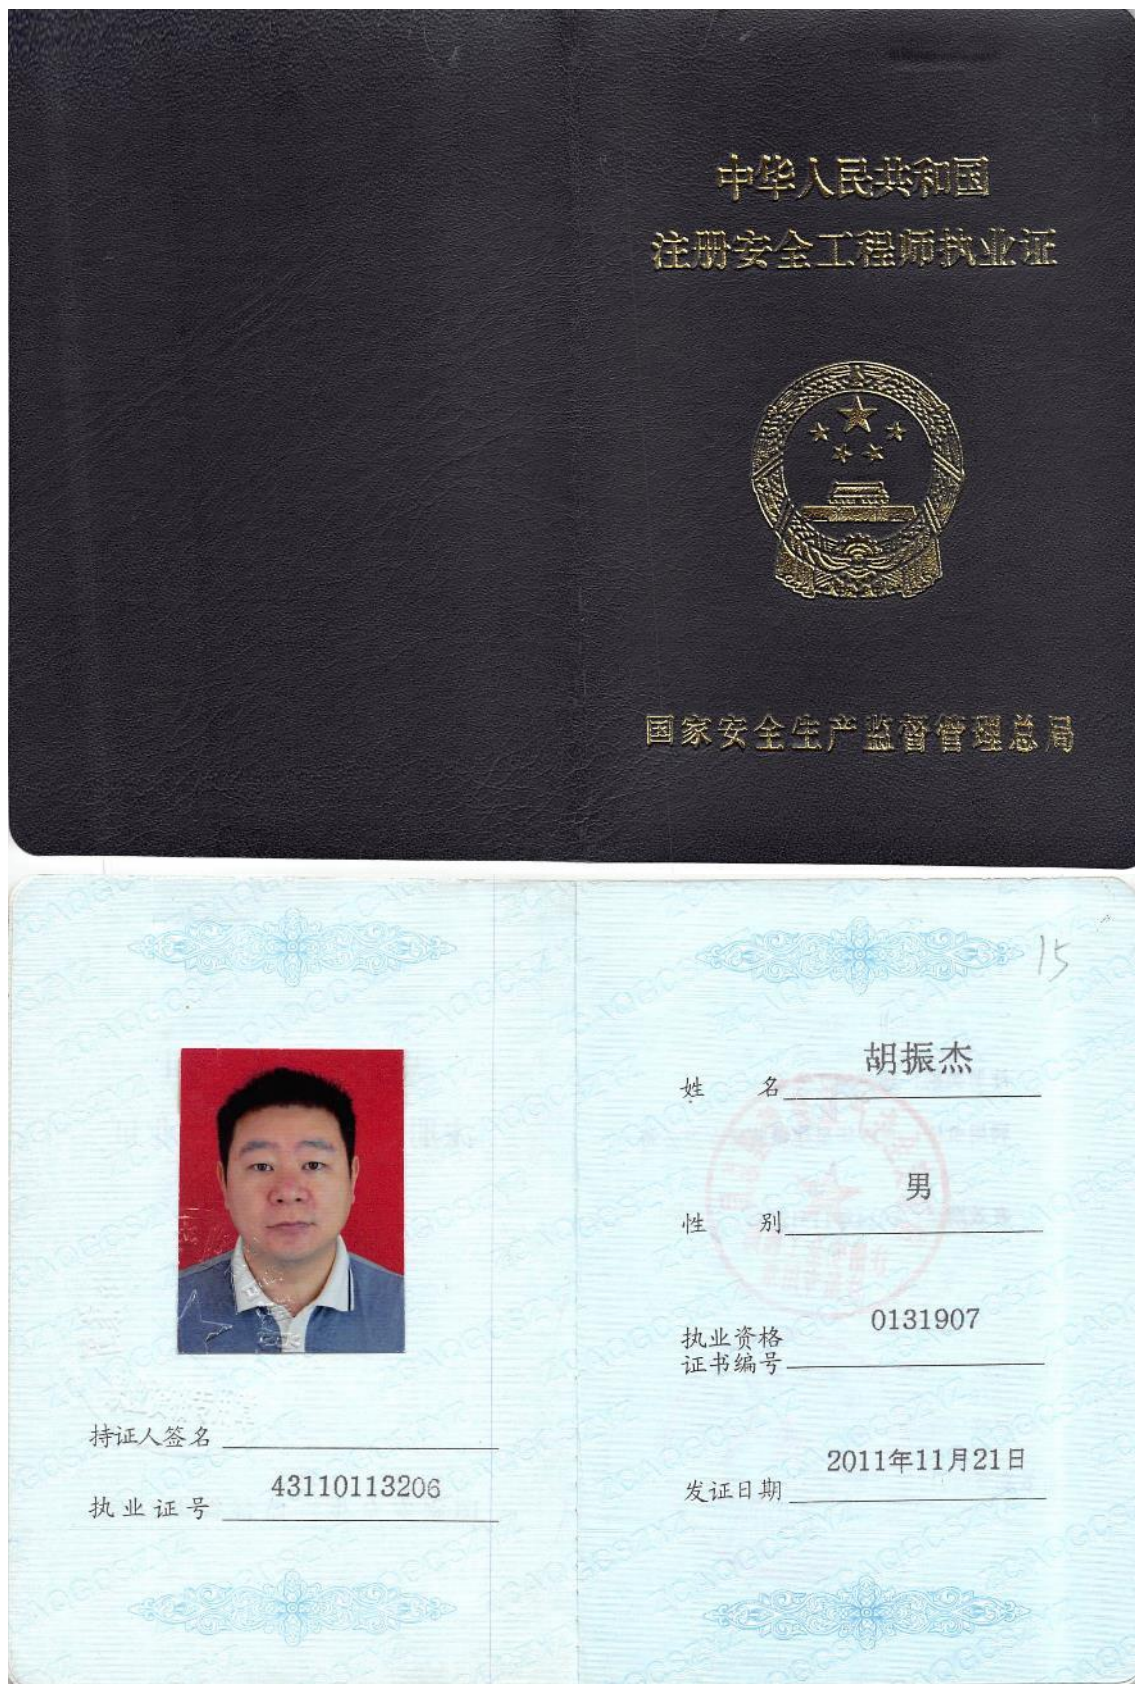 中华人民共和国
注册安全工程师执业证
国家安全生产监督管理总局
15
姓 名 胡振杰
性 别 男
执业资格
证书编号 0131907
发证日期 2011年11月21日
持证人签名
执业证号 43110113206